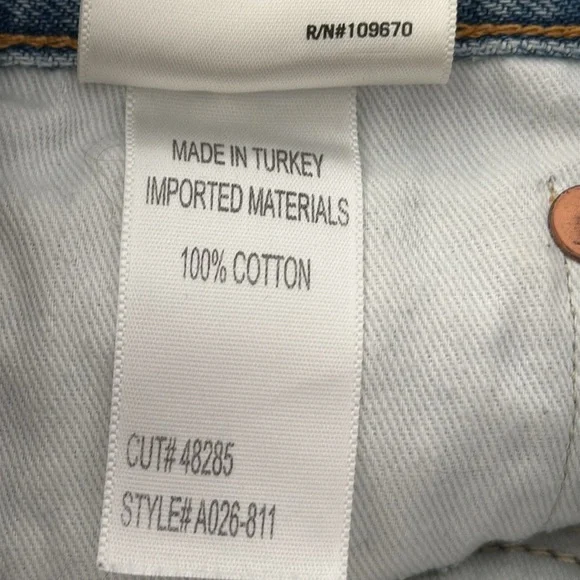 R/N#109670
MADE IN TURKEY
IMPORTED MATERIALS
100% COTTON
CUT# 48285
STYLE# A026-811